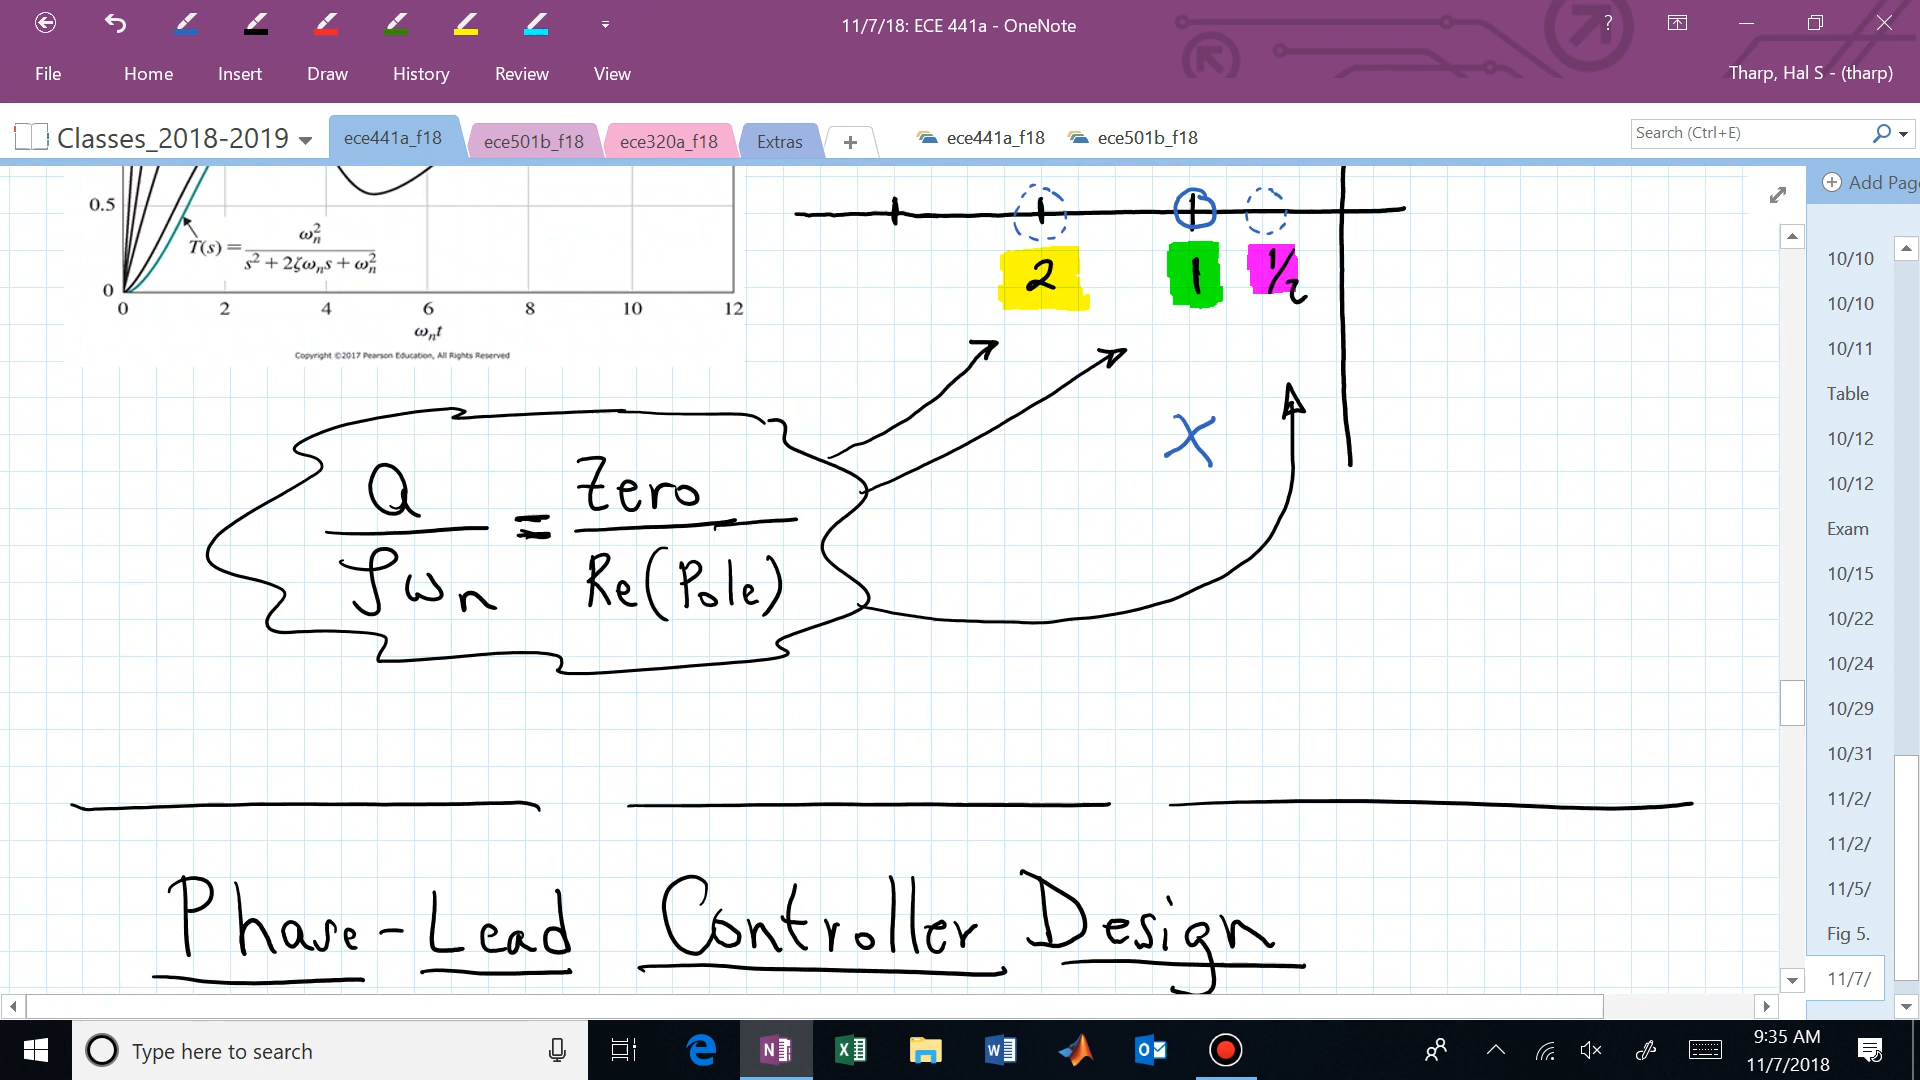 11/7/18: ECE 441a - OneNote
?
File Home Insert Draw History Review View
Tharp, Hal S - (tharp)
Classes_2018-2019
ece441a_f18 ece501b_f18 ece320a_f18 Extras
ece441a_f18 ece501b_f18
Search (Ctrl+E)
Add Page
0.5
T(s) = ωn² / (s² + 2ζωns + ωn²)
0
0 2 4 6 8 10 12
ωnt
Copyright ©2017 Pearson Education, All Rights Reserved
2 1 1/2
X
a / ζωn = Zero / Re(Pole)
Phase-Lead Controller Design
10/10
10/10
10/11
Table
10/12
10/12
Exam
10/15
10/22
10/24
10/29
10/31
11/2/
11/2/
11/5/
Fig 5.
11/7/
Type here to search
9:35 AM
11/7/2018